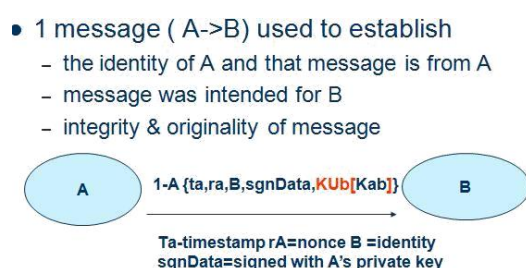 • 1 message ( A->B) used to establish
– the identity of A and that message is from A
– message was intended for B
– integrity & originality of message
A
1-A {ta,ra,B,sgnData,KUb[Kab]}
B
Ta-timestamp rA=nonce B =identity
sgnData=signed with A's private key